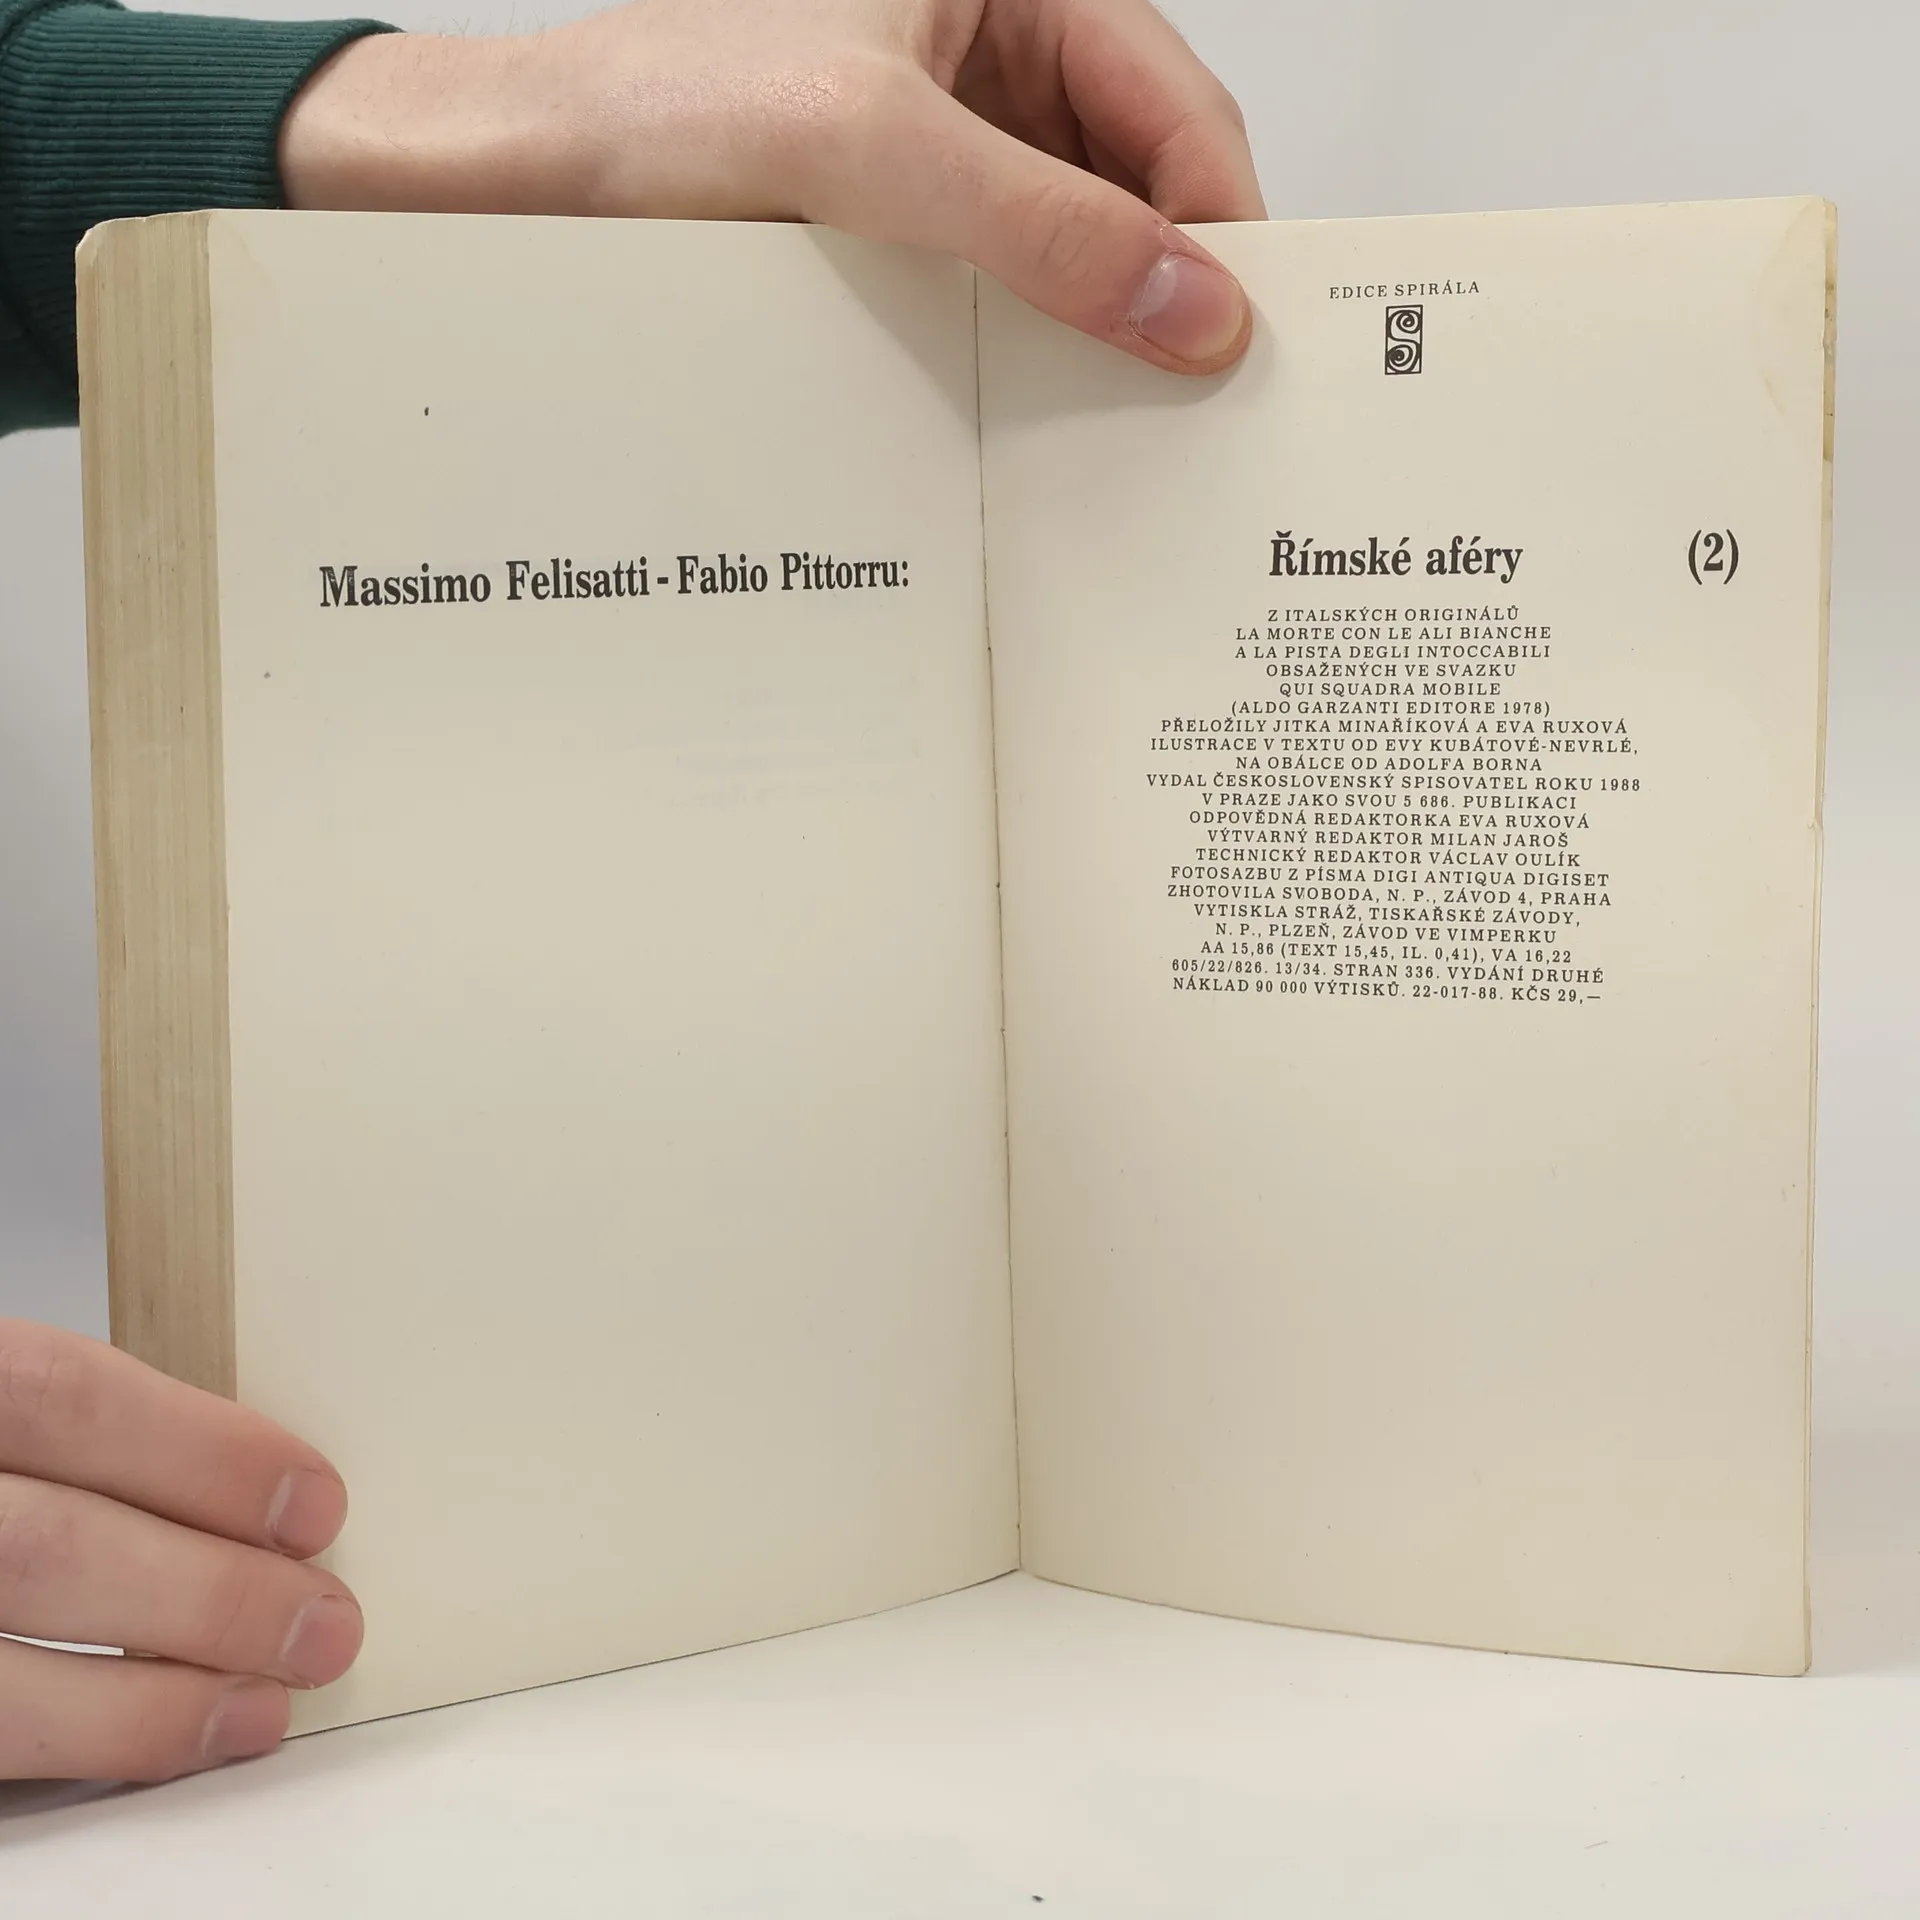 Massimo Felisatti - Fabio Pittorru:
EDICE SPIRÁLA
Římské aféry (2)
Z ITALSKÝCH ORIGINÁLŮ
LA MORTE CON LE ALI BIANCHE
A LA PISTA DEGLI INTOCCABILI
OBSAŽENÝCH VE SVAZKU
QUI SQUADRA MOBILE
(ALDO GARZANTI EDITORE 1978)
PŘELOŽILY JITKA MINAŘÍKOVÁ A EVA RUXOVÁ
ILUSTRACE V TEXTU OD EVY KUBÁTOVÉ-NEVRLÉ,
NA OBÁLCE OD ADOLFA BORNA
VYDAL ČESKOSLOVENSKÝ SPISOVATEL ROKU 1988
V PRAZE JAKO SVOU 5 686. PUBLIKACI
ODPOVĚDNÁ REDAKTORKA EVA RUXOVÁ
VÝTVARNÝ REDAKTOR MILAN JAROŠ
TECHNICKÝ REDAKTOR VÁCLAV OULÍK
FOTOSAZBU Z PÍSMA DIGI ANTIQUA DIGISET
ZHOTOVILA SVOBODA, N. P., ZÁVOD 4, PRAHA
VYTISKLA STRÁŽ, TISKAŘSKÉ ZÁVODY,
N. P., PLZEŇ, ZÁVOD VE VIMPERKU
AA 15,86 (TEXT 15,45, IL. 0,41), VA 16,22
605/22/826. 13/34. STRAN 336. VYDÁNÍ DRUHÉ
NÁKLAD 90 000 VÝTISKŮ. 22-017-88. KČS 29,—